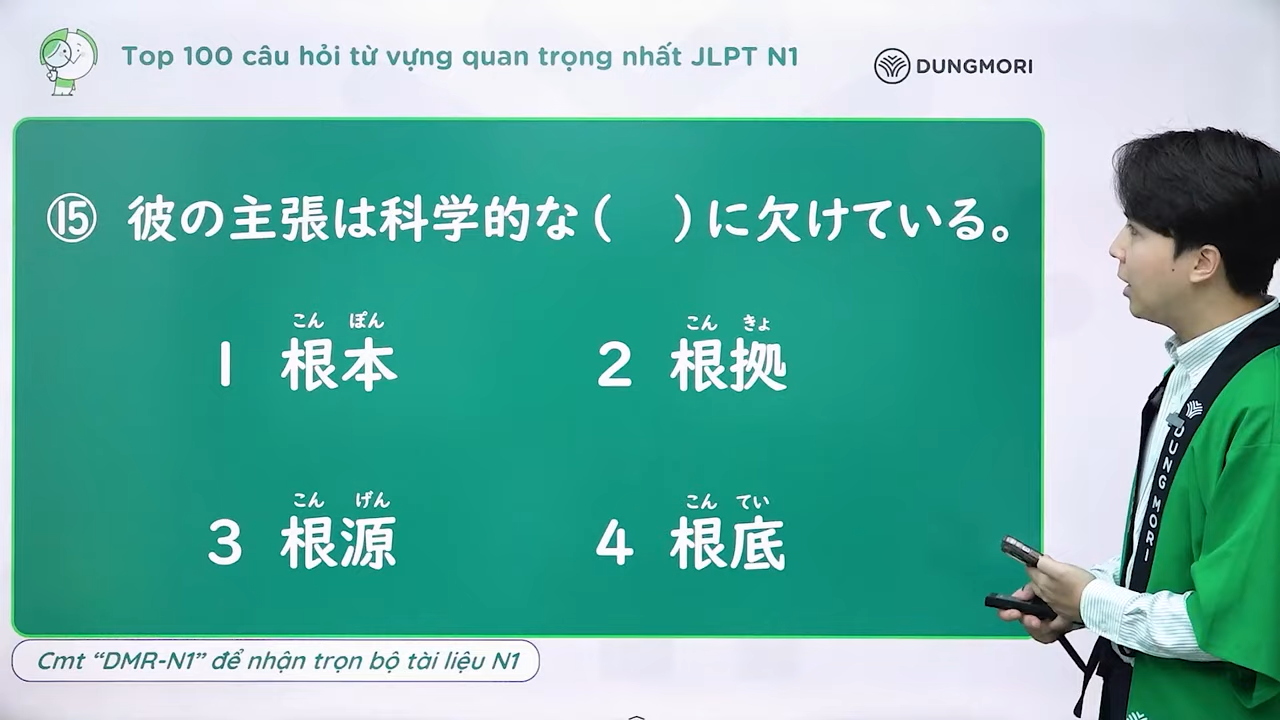 Top 100 câu hỏi từ vựng quan trọng nhất JLPT N1
DUNGMORI
⑮ 彼の主張は科学的な( )に欠けている。
こん ぽん
1 根本
こん きょ
2 根拠
こん げん
3 根源
こん てい
4 根底
DUNG MORI
Cmt “DMR-N1” để nhận trọn bộ tài liệu N1